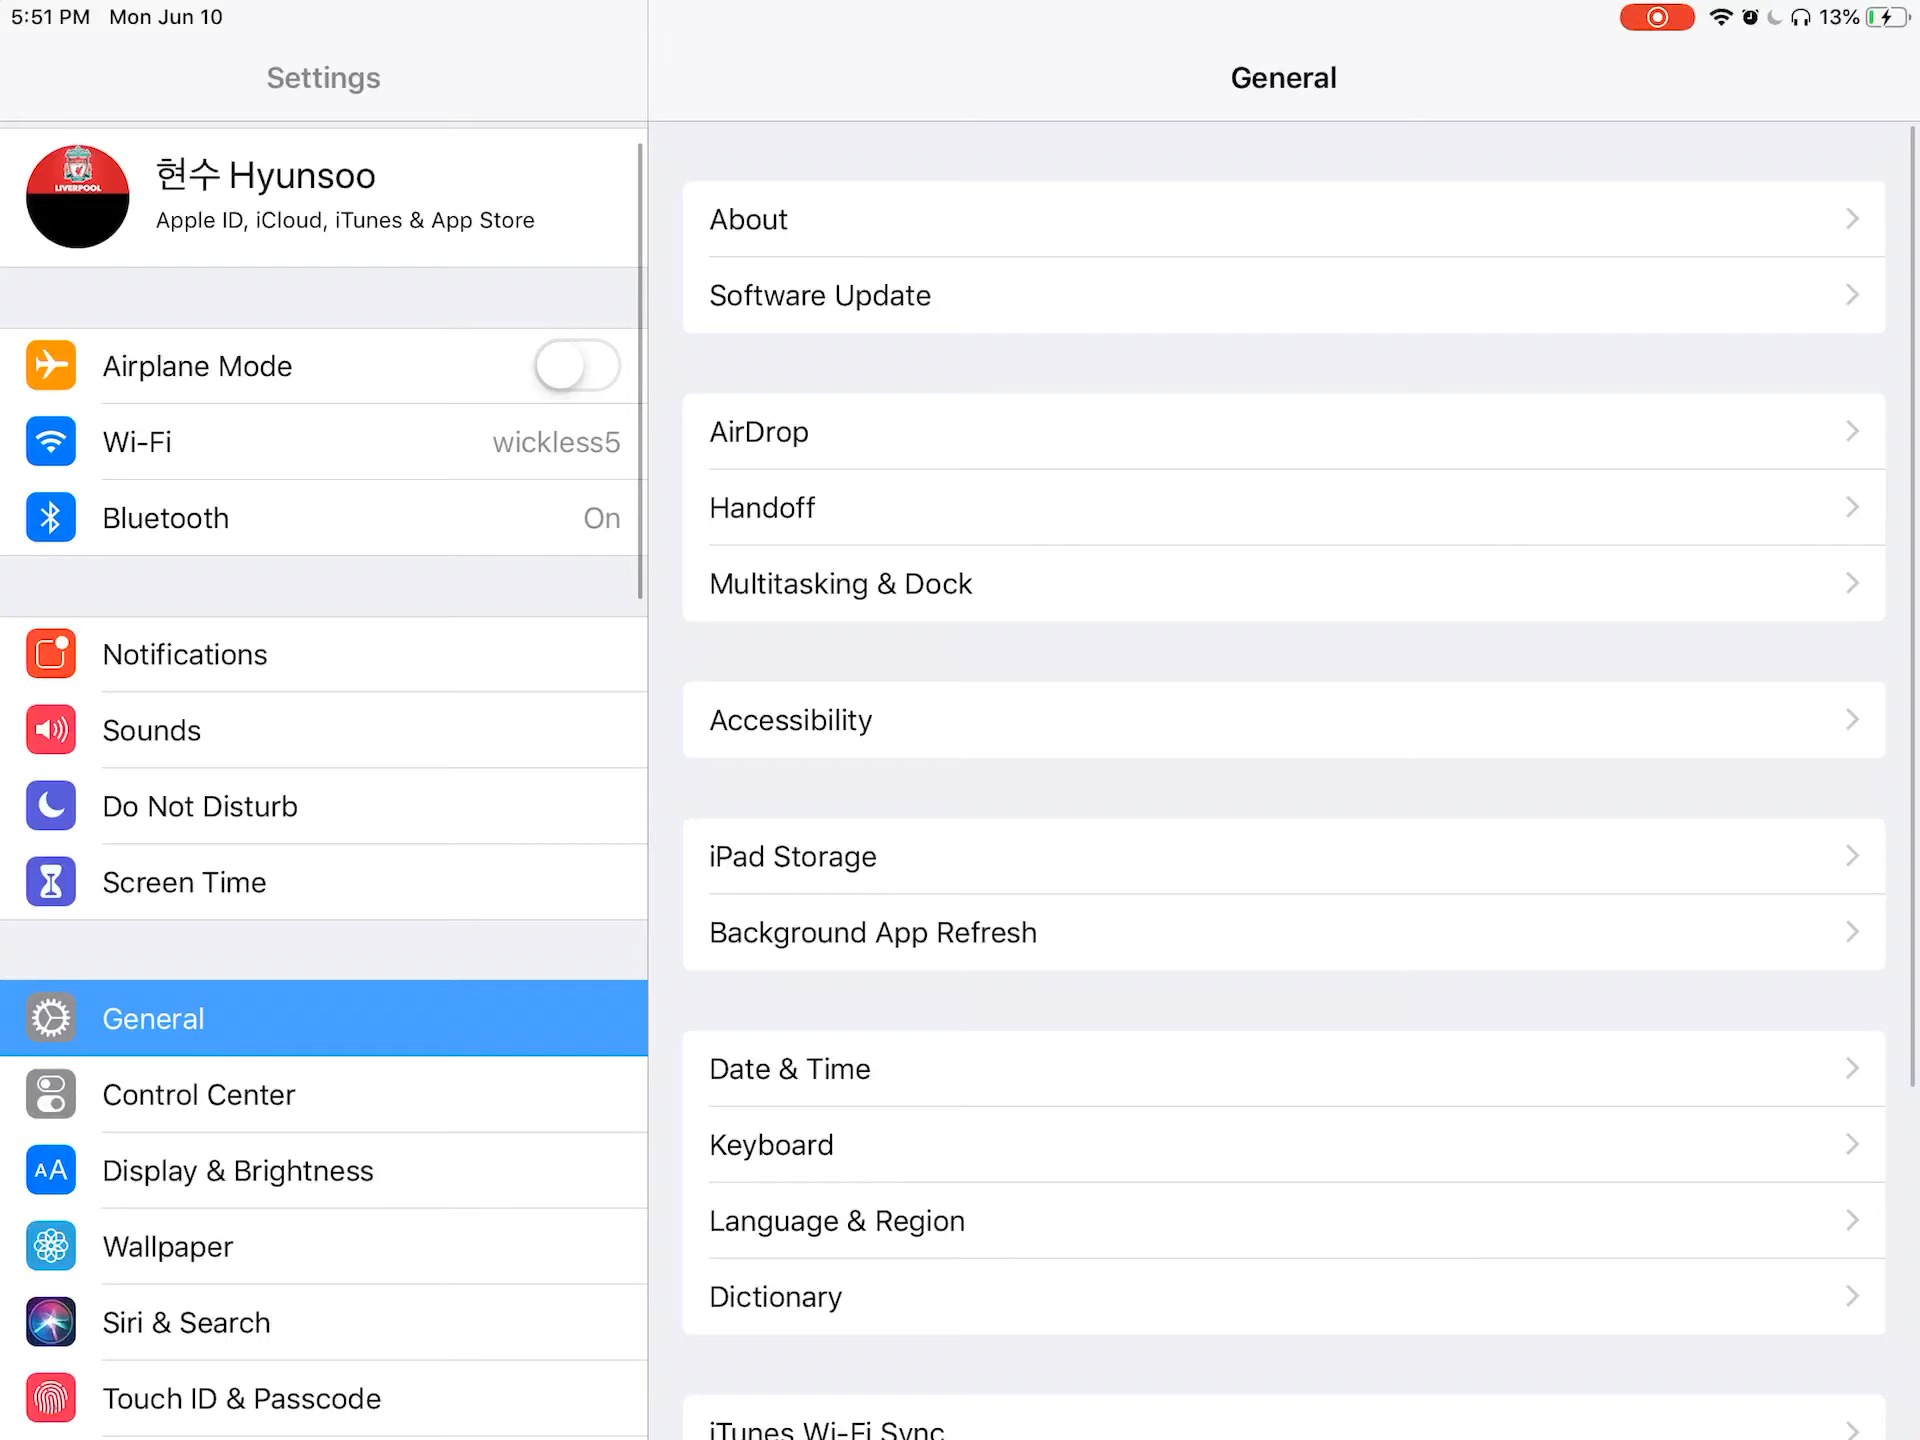 5:51 PM Mon Jun 10
13%
Settings
General
LIVERPOOL
현수 Hyunsoo
Apple ID, iCloud, iTunes & App Store
Airplane Mode
Wi-Fi wickless5
Bluetooth On
Notifications
Sounds
Do Not Disturb
Screen Time
General
Control Center
AA Display & Brightness
Wallpaper
Siri & Search
Touch ID & Passcode
About
Software Update
AirDrop
Handoff
Multitasking & Dock
Accessibility
iPad Storage
Background App Refresh
Date & Time
Keyboard
Language & Region
Dictionary
iTunes Wi-Fi Sync